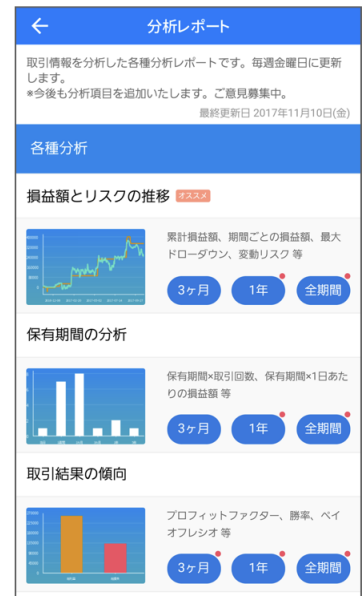 分析レポート
取引情報を分析した各種分析レポートです。毎週金曜日に更新
します。
*今後も分析項目を追加いたします。ご意見募集中。
最終更新日 2017年11月10日(金)
各種分析
損益額とリスクの推移 オススメ
累計損益額、期間ごとの損益額、最大
ドローダウン、変動リスク 等
3ヶ月 1年 全期間
保有期間の分析
保有期間×取引回数、保有期間×1日あた
りの損益額 等
3ヶ月 1年 全期間
取引結果の傾向
プロフィットファクター、勝率、ペイ
オフレシオ 等
3ヶ月 1年 全期間